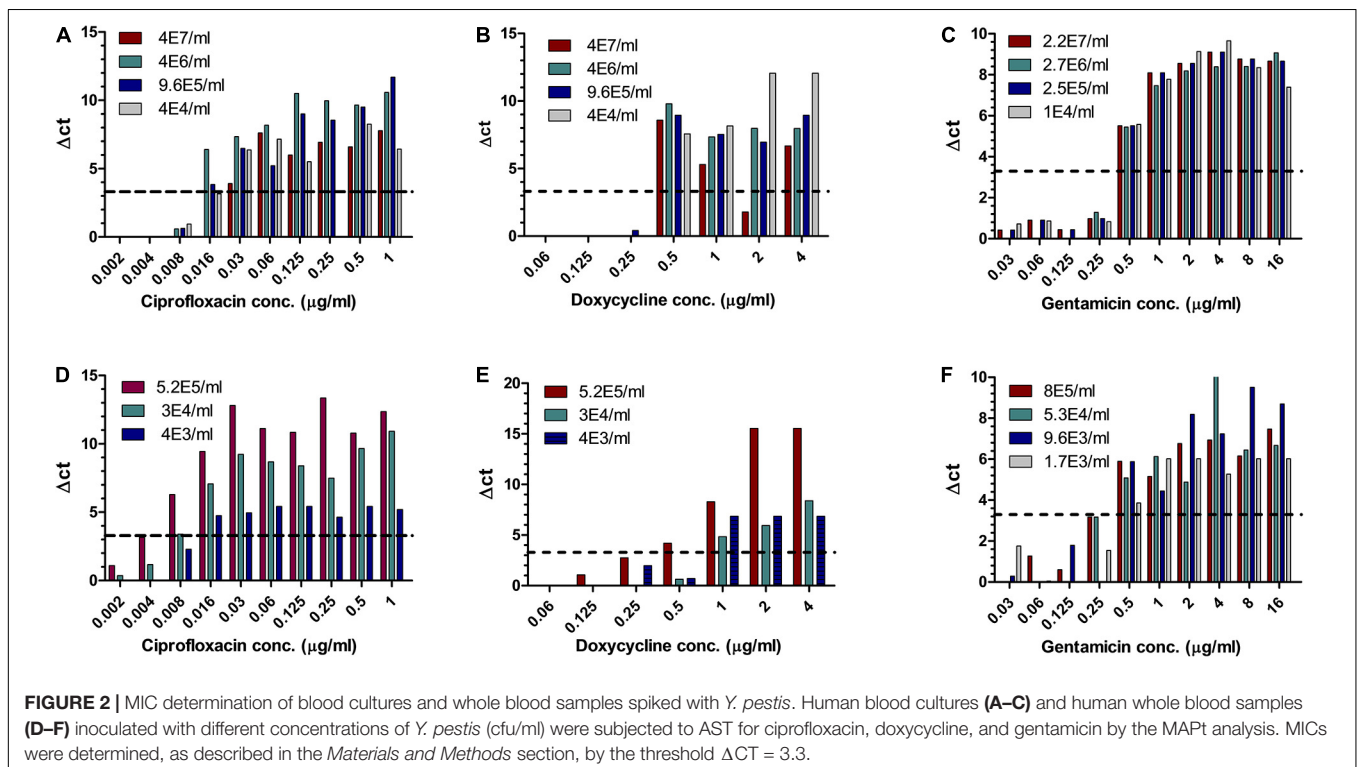 A
15
10
5
0
Δct
4E7/ml
4E6/ml
9.6E5/ml
4E4/ml
0.002
0.004
0.008
0.016
0.03
0.06
0.125
0.25
0.5
1
Ciprofloxacin conc. (μg/ml)
B
15
10
5
0
Δct
4E7/ml
4E6/ml
9.6E5/ml
4E4/ml
0.06
0.125
0.25
0.5
1
2
4
Doxycycline conc. (μg/ml)
C
10
8
6
4
2
0
Δct
2.2E7/ml
2.7E6/ml
2.5E5/ml
1E4/ml
0.03
0.06
0.125
0.25
0.5
1
2
4
8
16
Gentamicin conc. (μg/ml)
D
15
10
5
0
Δct
5.2E5/ml
3E4/ml
4E3/ml
0.002
0.004
0.008
0.016
0.03
0.06
0.125
0.25
0.5
1
Ciprofloxacin conc. (μg/ml)
E
20
15
10
5
0
Δct
5.2E5/ml
3E4/ml
4E3/ml
0.06
0.125
0.25
0.5
1
2
4
Doxycycline conc. (μg/ml)
F
10
8
6
4
2
0
Δct
8E5/ml
5.3E4/ml
9.6E3/ml
1.7E3/ml
0.03
0.06
0.125
0.25
0.5
1
2
4
8
16
Gentamicin conc. (μg/ml)
FIGURE 2 | MIC determination of blood cultures and whole blood samples spiked with Y. pestis. Human blood cultures (A–C) and human whole blood samples
(D–F) inoculated with different concentrations of Y. pestis (cfu/ml) were subjected to AST for ciprofloxacin, doxycycline, and gentamicin by the MAPt analysis. MICs
were determined, as described in the Materials and Methods section, by the threshold ΔCT = 3.3.